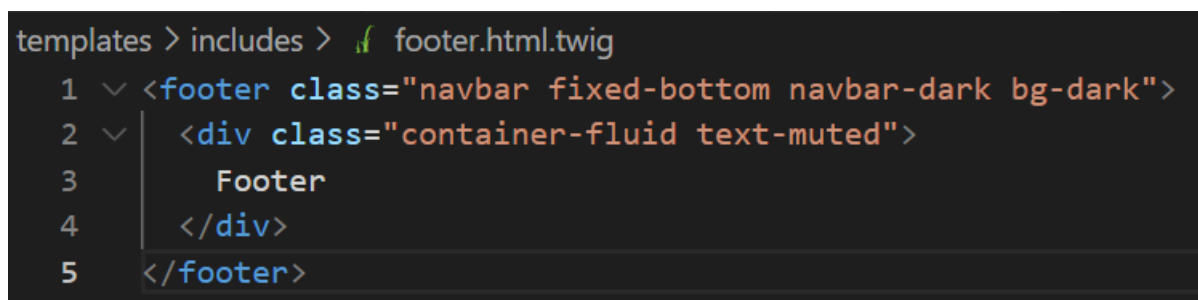 templates > includes > footer.html.twig
1 <footer class="navbar fixed-bottom navbar-dark bg-dark">
2 <div class="container-fluid text-muted">
3 Footer
4 </div>
5 </footer>